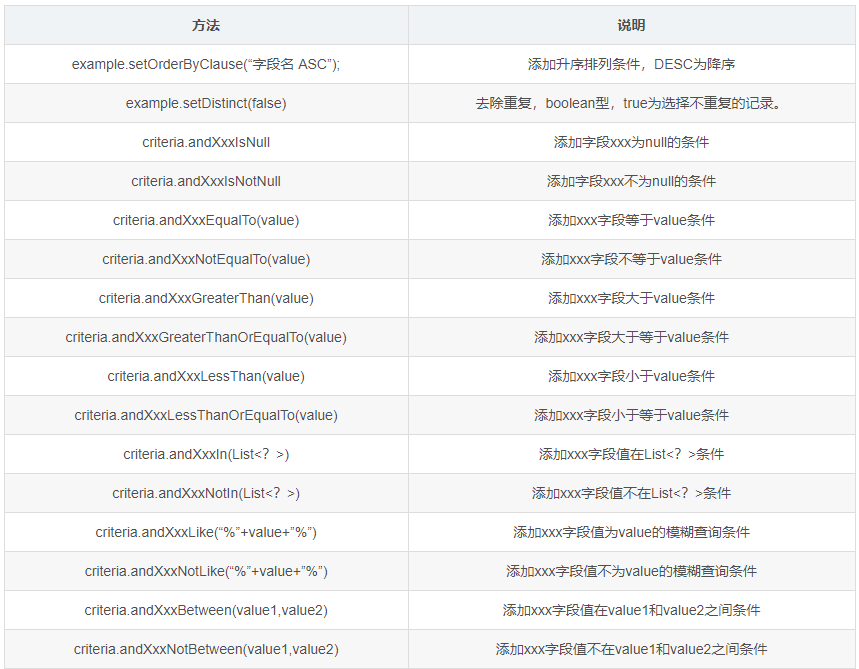 方法 说明
example.setOrderByClause(“字段名 ASC”); 添加升序排列条件，DESC为降序
example.setDistinct(false) 去除重复，boolean型，true为选择不重复的记录。
criteria.andXxxIsNull 添加字段xxx为null的条件
criteria.andXxxIsNotNull 添加字段xxx不为null的条件
criteria.andXxxEqualTo(value) 添加xxx字段等于value条件
criteria.andXxxNotEqualTo(value) 添加xxx字段不等于value条件
criteria.andXxxGreaterThan(value) 添加xxx字段大于value条件
criteria.andXxxGreaterThanOrEqualTo(value) 添加xxx字段大于等于value条件
criteria.andXxxLessThan(value) 添加xxx字段小于value条件
criteria.andXxxLessThanOrEqualTo(value) 添加xxx字段小于等于value条件
criteria.andXxxIn(List<？>) 添加xxx字段值在List<？>条件
criteria.andXxxNotIn(List<？>) 添加xxx字段值不在List<？>条件
criteria.andXxxLike(“%”+value+”%”) 添加xxx字段值为value的模糊查询条件
criteria.andXxxNotLike(“%”+value+”%”) 添加xxx字段值不为value的模糊查询条件
criteria.andXxxBetween(value1,value2) 添加xxx字段值在value1和value2之间条件
criteria.andXxxNotBetween(value1,value2) 添加xxx字段值不在value1和value2之间条件